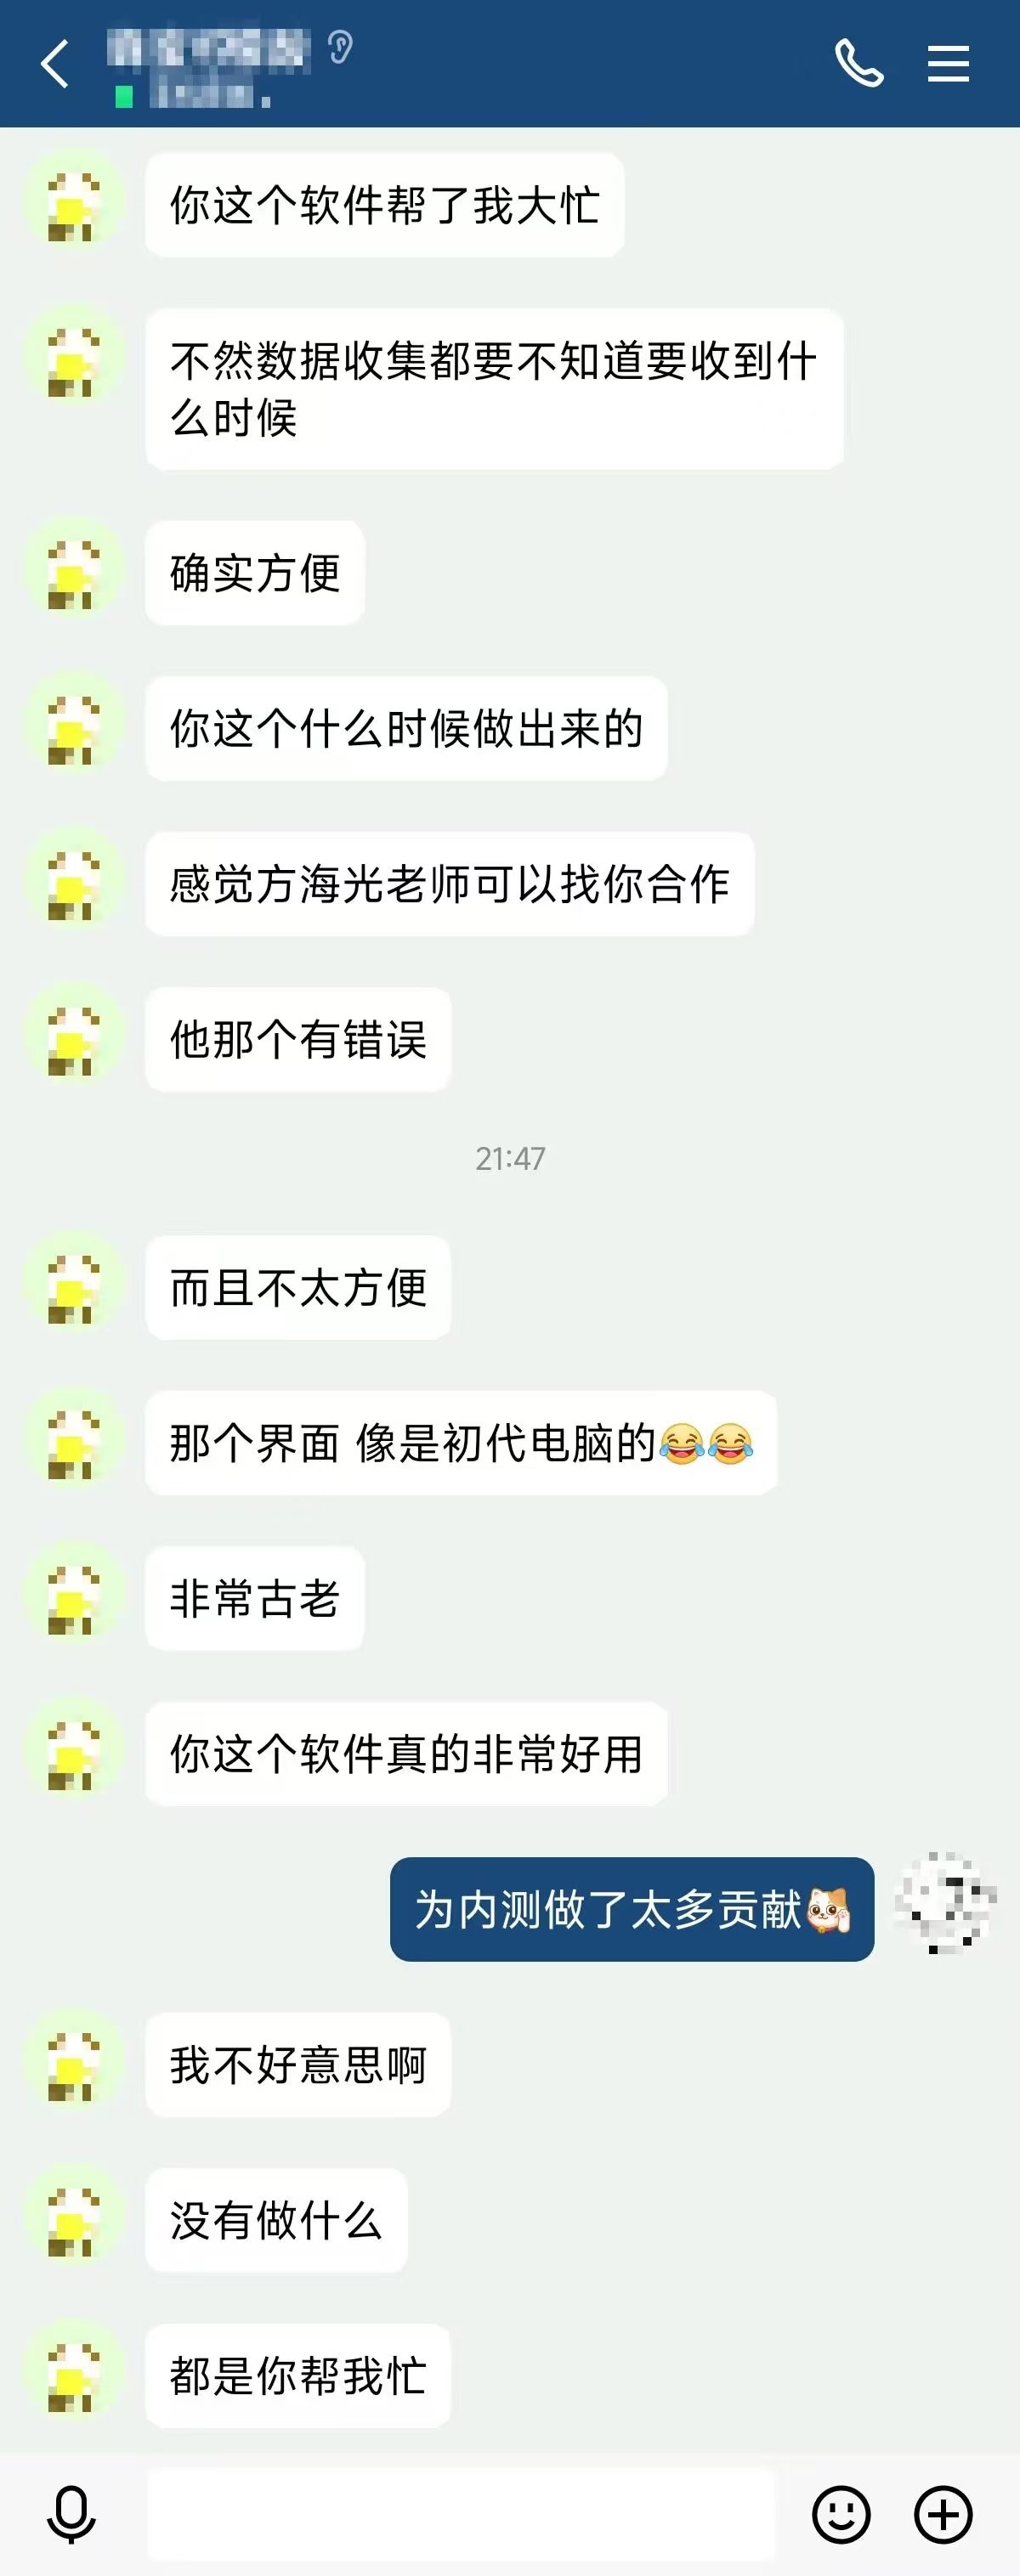 你这个软件帮了我大忙
不然数据收集都要不知道要收到什
么时候
确实方便
你这个什么时候做出来的
感觉方海光老师可以找你合作
他那个有错误
21:47
而且不太方便
那个界面 像是初代电脑的😂😂
非常古老
你这个软件真的非常好用
为内测做了太多贡献
我不好意思啊
没有做什么
都是你帮我忙